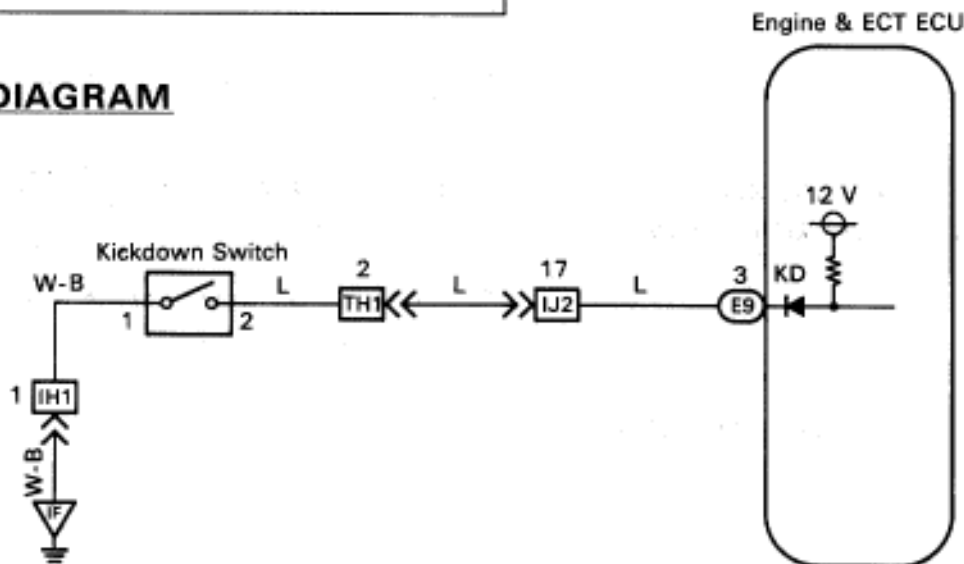 Engine & ECT ECU
DIAGRAM
12 V
Kickdown Switch
W-B
L
2
L
17
L
3
KD
1
2
TH1
IJ2
E9
1
IH1
W-B
IF